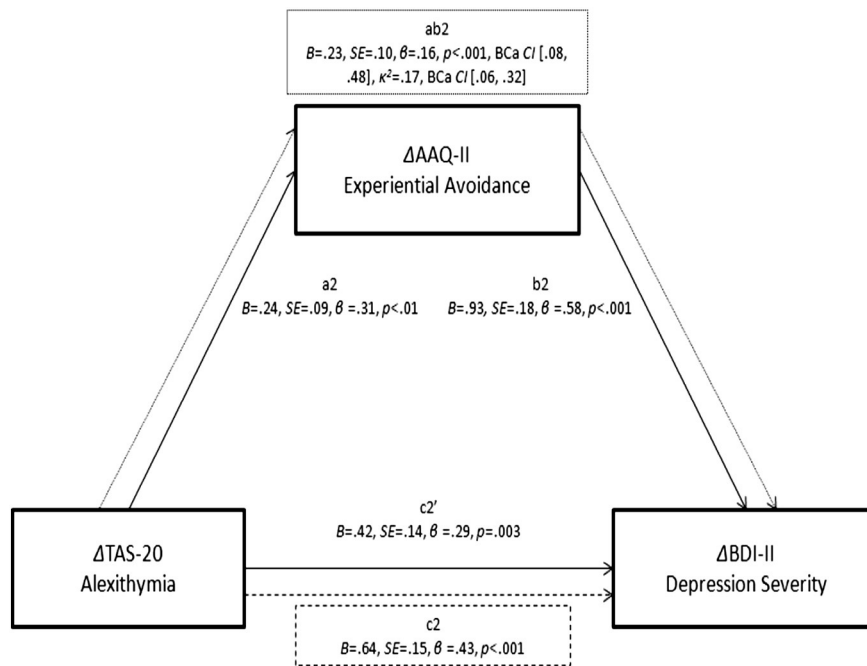 ab2
B=.23, SE=.10, β=.16, p<.001, BCa CI [.08,
.48], κ²=.17, BCa CI [.06, .32]
ΔAAQ-II
Experiential Avoidance
a2
B=.24, SE=.09, β =.31, p<.01
b2
B=.93, SE=.18, β =.58, p<.001
c2’
B=.42, SE=.14, β =.29, p=.003
ΔTAS-20
Alexithymia
ΔBDI-II
Depression Severity
c2
B=.64, SE=.15, β =.43, p<.001